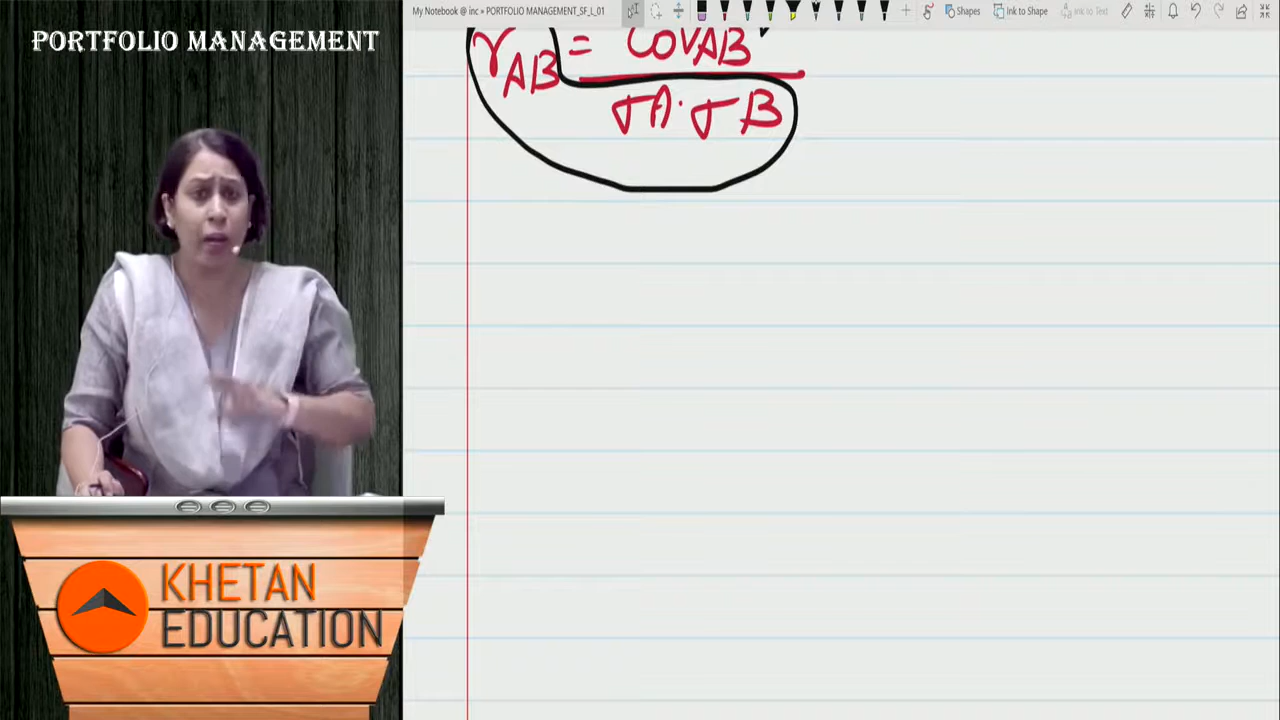 My Notebook @ inc » PORTFOLIO MANAGEMENT_SF_L_01
Shapes
Ink to Shape
Ink to Text
PORTFOLIO MANAGEMENT
rAB = COVAB
σA·σB
KHETAN
EDUCATION